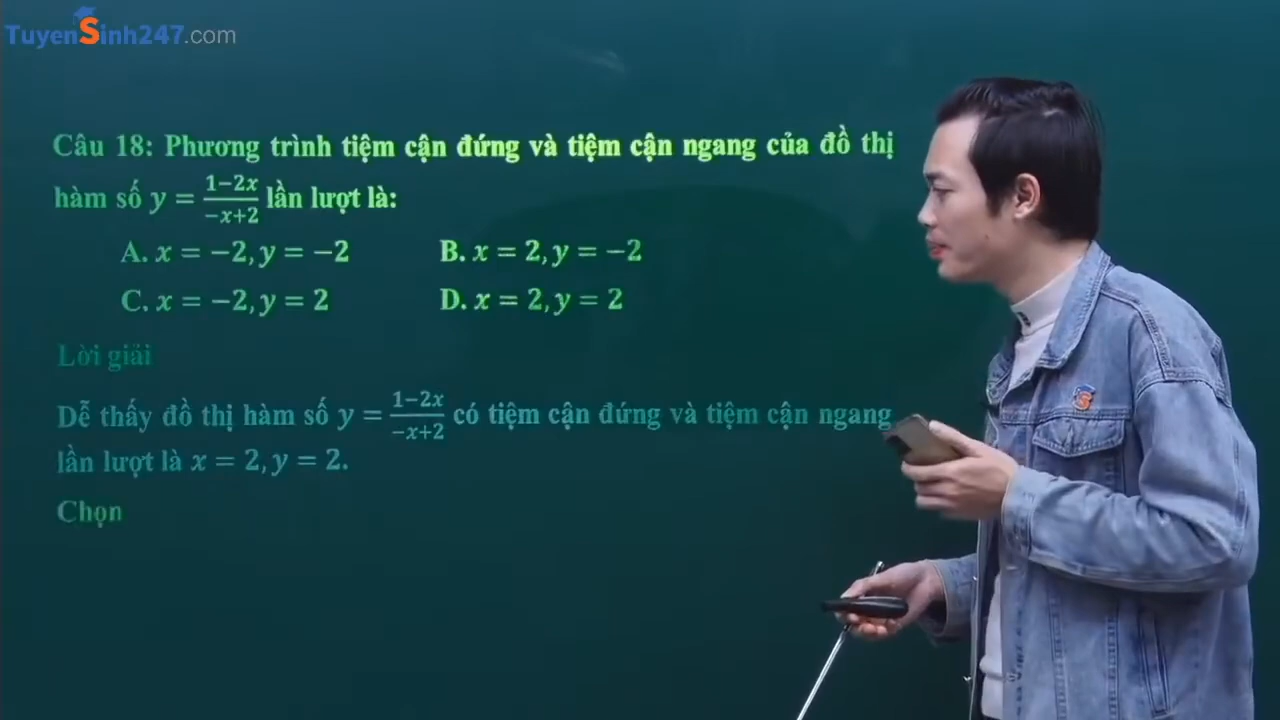 TuyenSinh247.com
Câu 18: Phương trình tiệm cận đứng và tiệm cận ngang của đồ thị
hàm số y = \frac{1-2x}{-x+2} lần lượt là:
A. x = −2, y = −2 B. x = 2, y = −2
C. x = −2, y = 2 D. x = 2, y = 2
Lời giải
Dễ thấy đồ thị hàm số y = \frac{1-2x}{-x+2} có tiệm cận đứng và tiệm cận ngang
lần lượt là x = 2, y = 2.
Chọn